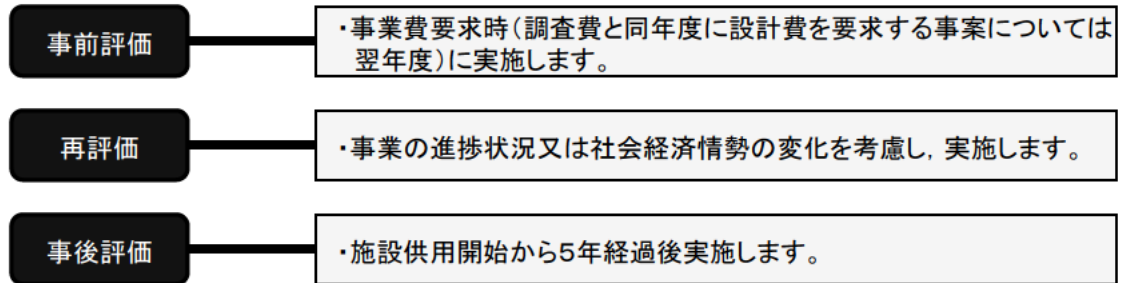 事前評価
・事業費要求時(調査費と同年度に設計費を要求する事案については
翌年度)に実施します。
再評価
・事業の進捗状況又は社会経済情勢の変化を考慮し，実施します。
事後評価
・施設供用開始から５年経過後実施します。